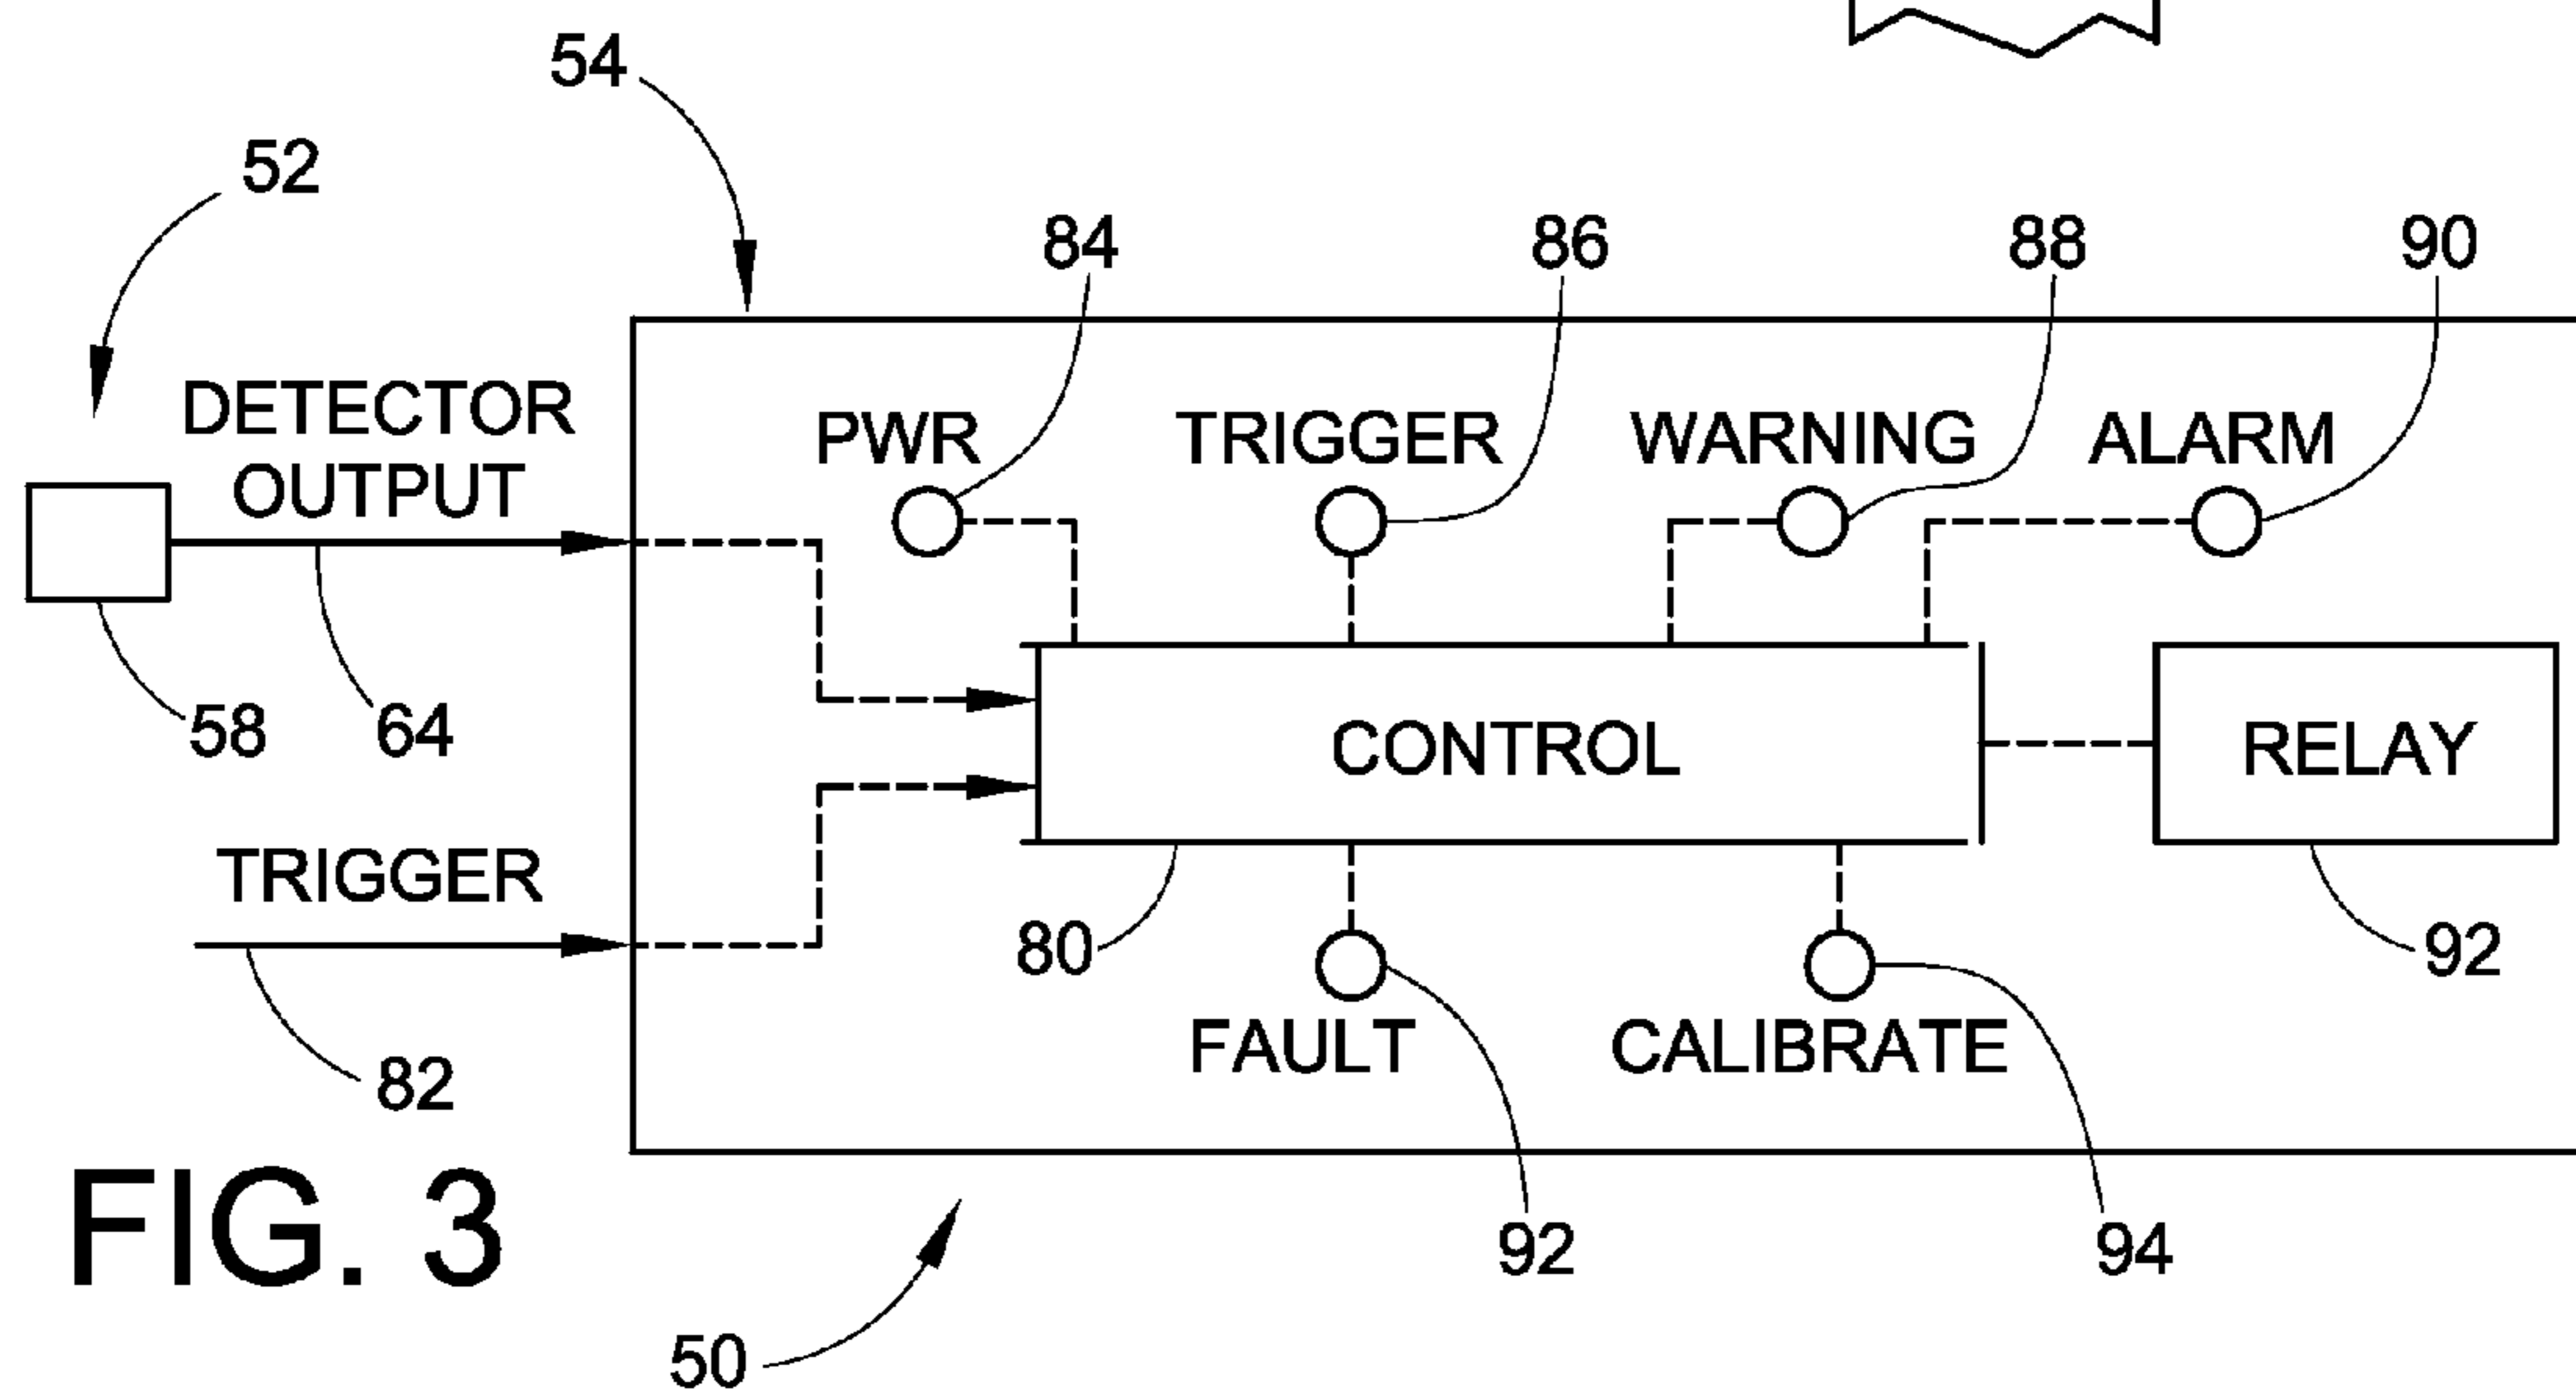 54
52
84
86
88
90
DETECTOR
OUTPUT
PWR
TRIGGER
WARNING
ALARM
58
64
CONTROL
RELAY
TRIGGER
80
92
82
FAULT
CALIBRATE
FIG. 3
92
94
50